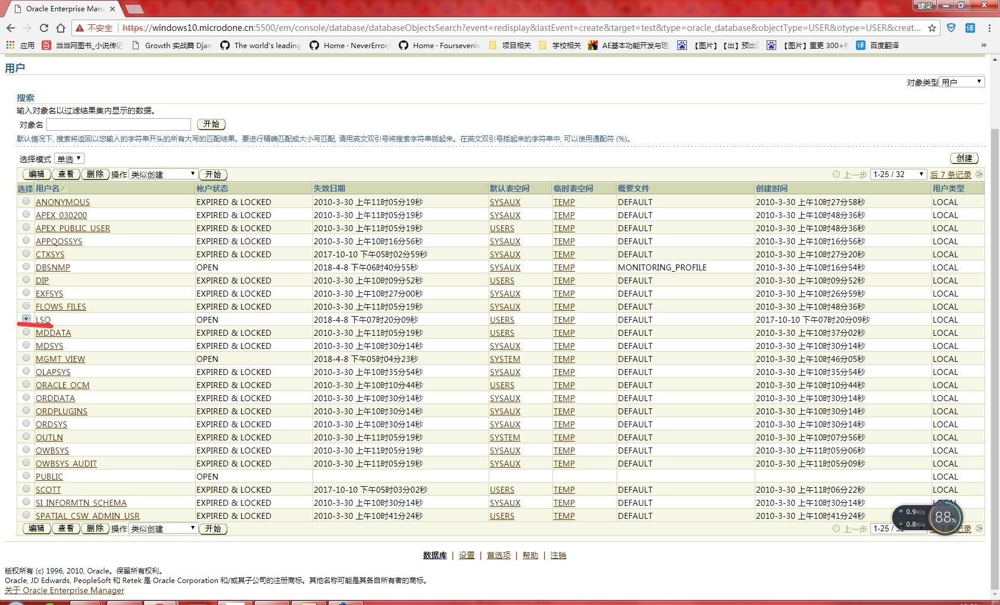 Oracle Enterprise Mana
不安全 https://windows10.microdone.cn:5500/em/console/database/databaseObjectsSearch?event=redisplay&lastEvent=create&target=test&type=oracle_database&objectType=USER&otype=USER&creat...
应用 当当网图书_小说传记 Growth 实战篇 Djan The world's leading Home · NeverError/ Home · Foursevenis 项目相关 学校相关 AE基本功能开发与理 【图片】【出】预出 【图片】重更 300+ 百度翻译 »
用户
对象类型 用户
搜索
输入对象名以过滤结果集内显示的数据。
对象名 开始
默认情况下, 搜索将返回以您输入的字符串开头的所有大写的匹配结果。要进行精确匹配或大小写匹配, 请用英文双引号将搜索字符串括起来。在英文双引号括起来的字符串中, 可以使用通配符 (%)。
选择模式 单选 创建
编辑 查看 删除 操作 类似创建 开始 上一步 1-25 / 32 后 7 条记录
选择 用户名 帐户状态 失效日期 默认表空间 临时表空间 概要文件 创建时间 用户类型
ANONYMOUS EXPIRED & LOCKED 2010-3-30 上午11时05分19秒 SYSAUX TEMP DEFAULT 2010-3-30 上午10时27分58秒 LOCAL
APEX_030200 EXPIRED & LOCKED 2010-3-30 上午11时05分19秒 SYSAUX TEMP DEFAULT 2010-3-30 上午10时48分36秒 LOCAL
APEX_PUBLIC_USER EXPIRED & LOCKED 2010-3-30 上午11时05分19秒 USERS TEMP DEFAULT 2010-3-30 上午10时48分36秒 LOCAL
APPQOSSYS EXPIRED & LOCKED 2010-3-30 上午10时16分56秒 SYSAUX TEMP DEFAULT 2010-3-30 上午10时16分56秒 LOCAL
CTXSYS EXPIRED & LOCKED 2017-10-10 下午05时02分59秒 SYSAUX TEMP DEFAULT 2010-3-30 上午10时27分20秒 LOCAL
DBSNMP OPEN 2018-4-8 下午06时40分55秒 SYSAUX TEMP MONITORING_PROFILE 2010-3-30 上午10时16分54秒 LOCAL
DIP EXPIRED & LOCKED 2010-3-30 上午10时09分52秒 USERS TEMP DEFAULT 2010-3-30 上午10时09分52秒 LOCAL
EXFSYS EXPIRED & LOCKED 2010-3-30 上午10时27分00秒 SYSAUX TEMP DEFAULT 2010-3-30 上午10时26分59秒 LOCAL
FLOWS_FILES EXPIRED & LOCKED 2010-3-30 上午11时05分19秒 SYSAUX TEMP DEFAULT 2010-3-30 上午10时48分36秒 LOCAL
LSQ OPEN 2018-4-8 下午07时20分09秒 USERS TEMP DEFAULT 2017-10-10 下午07时20分09秒 LOCAL
MDDATA EXPIRED & LOCKED 2010-3-30 上午11时05分19秒 USERS TEMP DEFAULT 2010-3-30 上午10时37分02秒 LOCAL
MDSYS EXPIRED & LOCKED 2010-3-30 上午10时30分14秒 SYSAUX TEMP DEFAULT 2010-3-30 上午10时30分14秒 LOCAL
MGMT_VIEW OPEN 2018-4-8 下午05时04分23秒 SYSTEM TEMP DEFAULT 2010-3-30 上午10时46分05秒 LOCAL
OLAPSYS EXPIRED & LOCKED 2010-3-30 上午10时35分54秒 SYSAUX TEMP DEFAULT 2010-3-30 上午10时35分54秒 LOCAL
ORACLE_OCM EXPIRED & LOCKED 2010-3-30 上午10时10分44秒 USERS TEMP DEFAULT 2010-3-30 上午10时10分44秒 LOCAL
ORDDATA EXPIRED & LOCKED 2010-3-30 上午10时30分14秒 SYSAUX TEMP DEFAULT 2010-3-30 上午10时30分14秒 LOCAL
ORDPLUGINS EXPIRED & LOCKED 2010-3-30 上午10时30分14秒 SYSAUX TEMP DEFAULT 2010-3-30 上午10时30分14秒 LOCAL
ORDSYS EXPIRED & LOCKED 2010-3-30 上午10时30分14秒 SYSAUX TEMP DEFAULT 2010-3-30 上午10时30分14秒 LOCAL
OUTLN EXPIRED & LOCKED 2010-3-30 上午11时05分19秒 SYSTEM TEMP DEFAULT 2010-3-30 上午10时07分56秒 LOCAL
OWBSYS EXPIRED & LOCKED 2010-3-30 上午11时05分19秒 SYSAUX TEMP DEFAULT 2010-3-30 上午11时05分06秒 LOCAL
OWBSYS_AUDIT EXPIRED & LOCKED 2010-3-30 上午11时05分19秒 SYSAUX TEMP DEFAULT 2010-3-30 上午11时05分09秒 LOCAL
PUBLIC OPEN LOCAL
SCOTT EXPIRED & LOCKED 2017-10-10 下午05时03分02秒 USERS TEMP DEFAULT 2010-3-30 上午11时06分22秒 LOCAL
SI_INFORMTN_SCHEMA EXPIRED & LOCKED 2010-3-30 上午10时30分14秒 SYSAUX TEMP DEFAULT 2010-3-30 上午10时30分14秒 LOCAL
SPATIAL_CSW_ADMIN_USR EXPIRED & LOCKED 2010-3-30 上午10时41分24秒 USERS TEMP DEFAULT 2010-3-30 上午10时41分24秒
0.9K/s 88%
0.8K/s
编辑 查看 删除 操作 类似创建 开始 上一步 1-25 / 32 后 7 条记录
数据库 | 设置 | 首选项 | 帮助 | 注销
版权所有 (c) 1996, 2010, Oracle。保留所有权利。
Oracle, JD Edwards, PeopleSoft 和 Retek 是 Oracle Corporation 和/或其子公司的注册商标。其他名称可能是其各自所有者的商标。
关于 Oracle Enterprise Manager